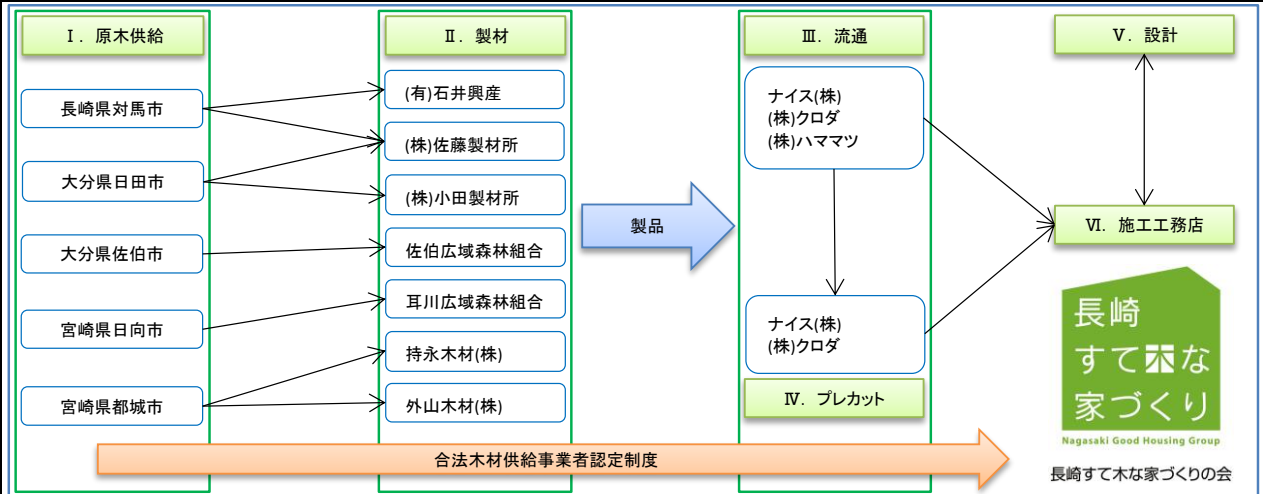 Ⅰ．原木供給
長崎県対馬市
大分県日田市
大分県佐伯市
宮崎県日向市
宮崎県都城市
Ⅱ．製材
(有)石井興産
(株)佐藤製材所
(株)小田製材所
佐伯広域森林組合
耳川広域森林組合
持永木材(株)
外山木材(株)
製品
Ⅲ．流通
ナイス(株)
(株)クロダ
(株)ハママツ
ナイス(株)
(株)クロダ
Ⅳ．プレカット
Ⅴ．設計
Ⅵ．施工工務店
長崎
すて木な
家づくり
Nagasaki Good Housing Group
長崎すて木な家づくりの会
合法木材供給事業者認定制度